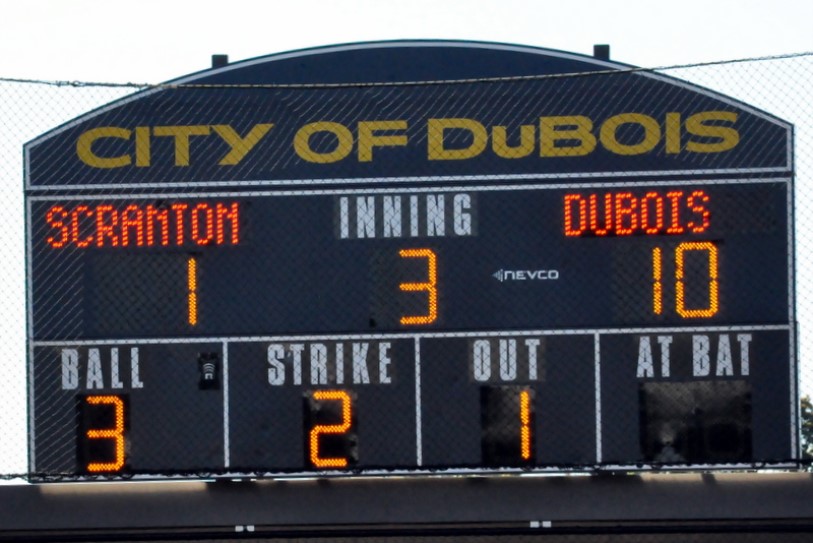 CITY OF DuBOIS
SCRANTON INNING DUBOIS
1 3 NEVCO 10
BALL STRIKE OUT AT BAT
3 2 1